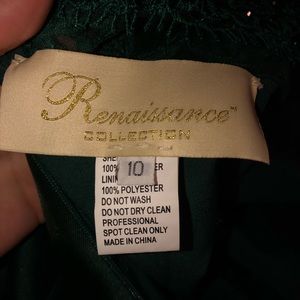 Renaissance™
COLLECTION
100%
10
100% POLYESTER
DO NOT WASH
DO NOT DRY CLEAN
PROFESSIONAL
SPOT CLEAN ONLY
MADE IN CHINA